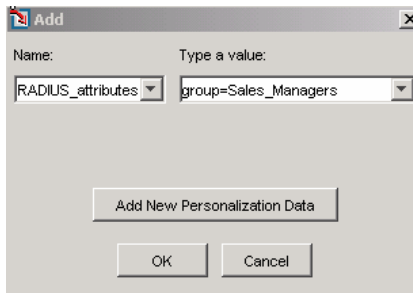 Add
Name: Type a value:
RADIUS_attributes group=Sales_Managers
Add New Personalization Data
OK Cancel